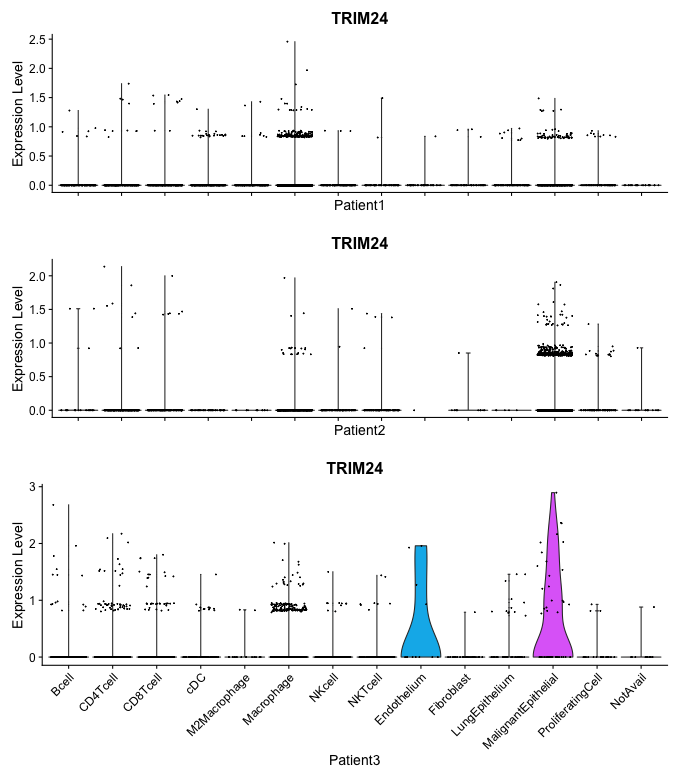 TRIM24
Expression Level
2.5
2.0
1.5
1.0
0.5
0.0
Patient1
TRIM24
Expression Level
2.0
1.5
1.0
0.5
0.0
Patient2
TRIM24
Expression Level
3
2
1
0
Bcell
CD4Tcell
CD8Tcell
cDC
M2Macrophage
Macrophage
NKcell
NKTcell
Endothelium
Fibroblast
LungEpithelium
MalignantEpithelial
ProliferatingCell
NotAvail
Patient3